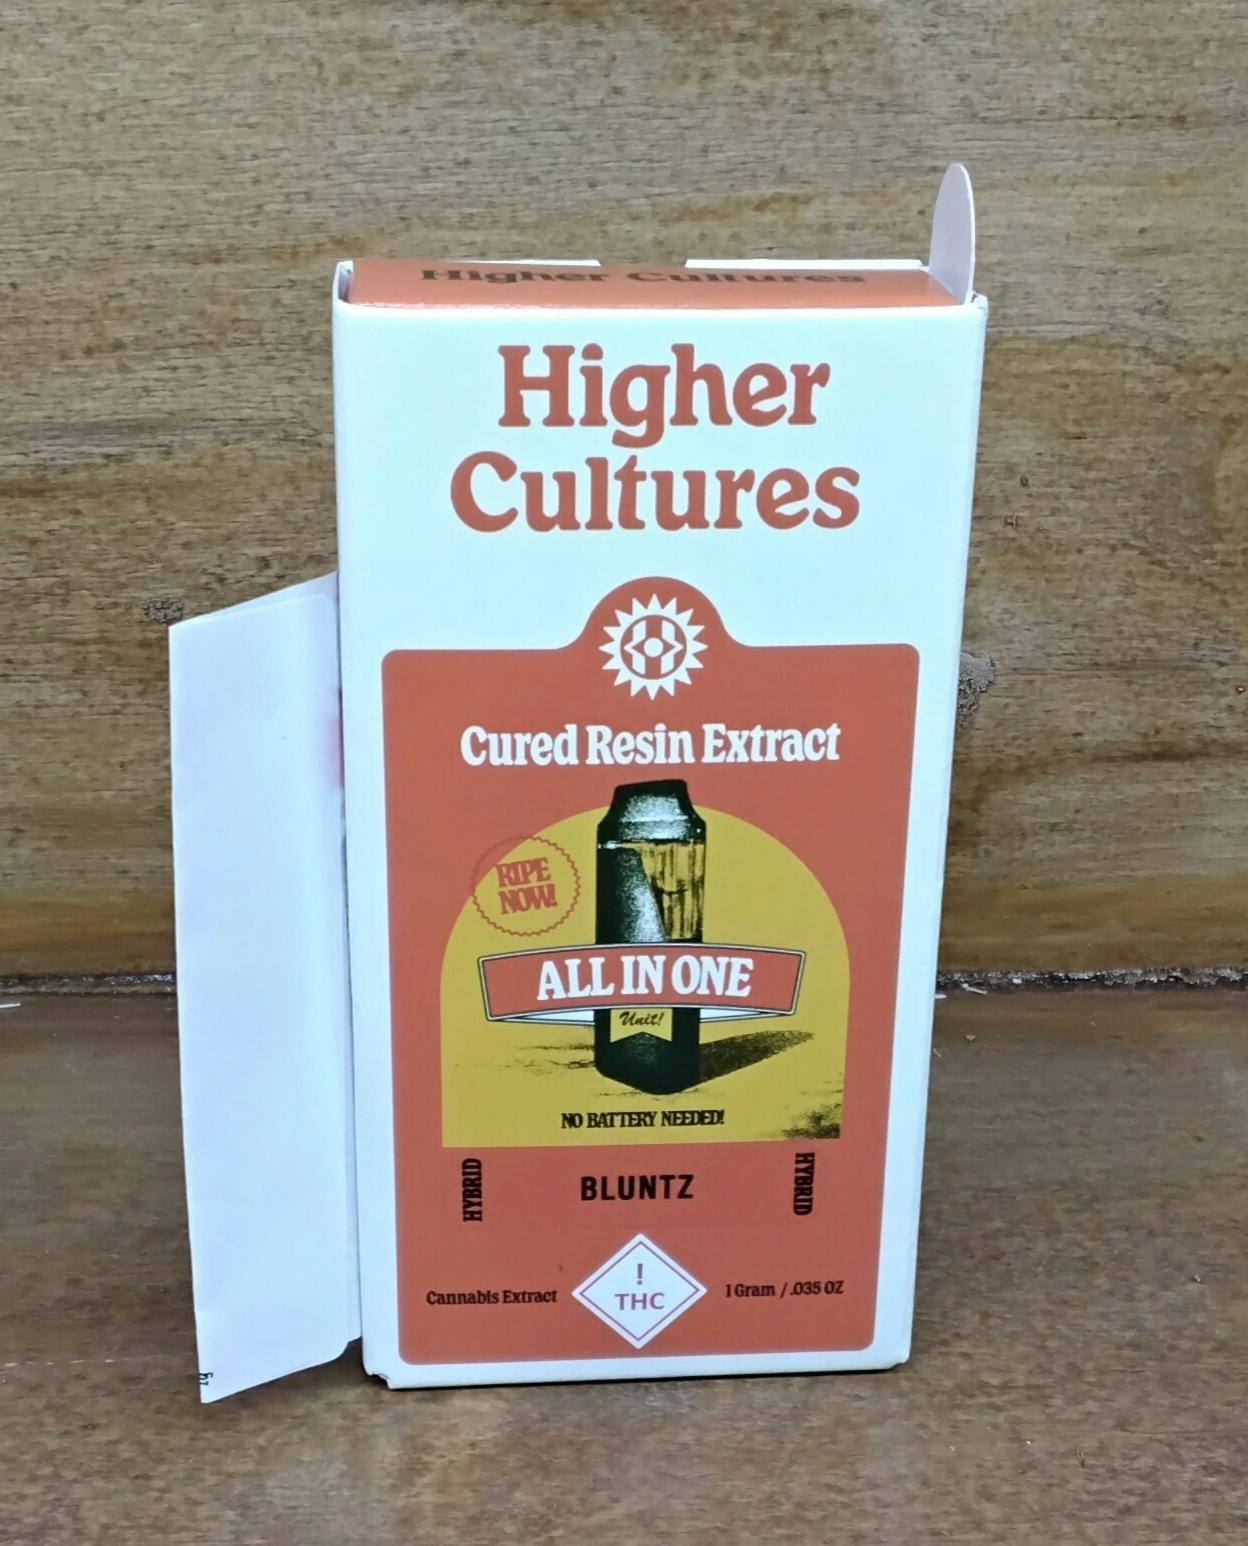 Higher Cultures
Higher
Cultures
Cured Resin Extract
RIPE
NOW!
ALL IN ONE
Unit!
NO BATTERY NEEDED!
HYBRID
BLUNTZ
HYBRID
Cannabis Extract
!
THC
1 Gram / .035 OZ